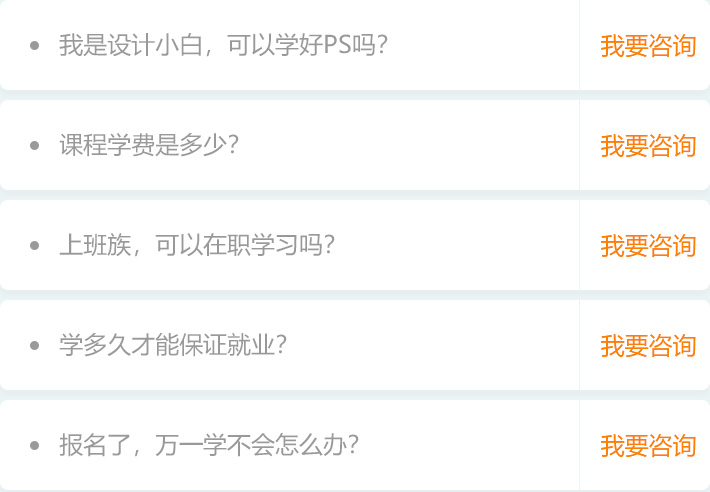 我是设计小白，可以学好PS吗？
我要咨询
课程学费是多少？
我要咨询
上班族，可以在职学习吗？
我要咨询
学多久才能保证就业？
我要咨询
报名了，万一学不会怎么办？
我要咨询